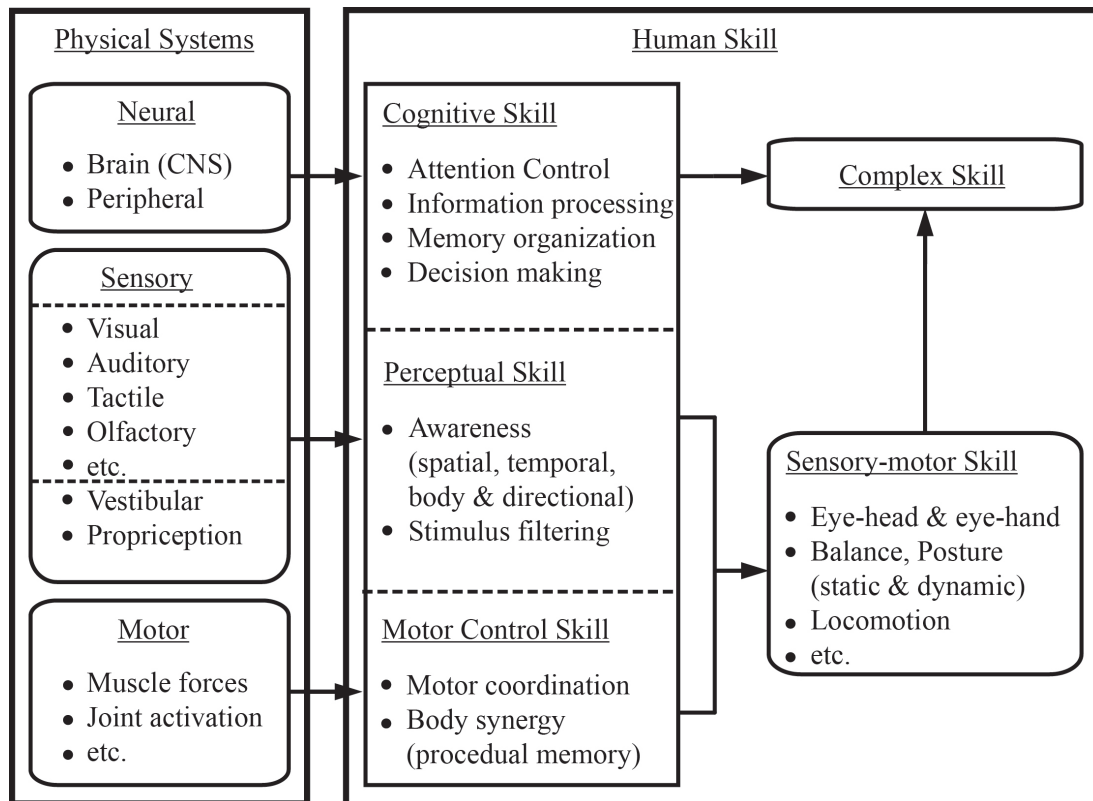 Physical Systems
Neural
• Brain (CNS)
• Peripheral
Sensory
• Visual
• Auditory
• Tactile
• Olfactory
• etc.
• Vestibular
• Propriception
Motor
• Muscle forces
• Joint activation
• etc.
Human Skill
Cognitive Skill
• Attention Control
• Information processing
• Memory organization
• Decision making
Perceptual Skill
• Awareness
(spatial, temporal,
body & directional)
• Stimulus filtering
Motor Control Skill
• Motor coordination
• Body synergy
(procedual memory)
Complex Skill
Sensory-motor Skill
• Eye-head & eye-hand
• Balance, Posture
(static & dynamic)
• Locomotion
• etc.